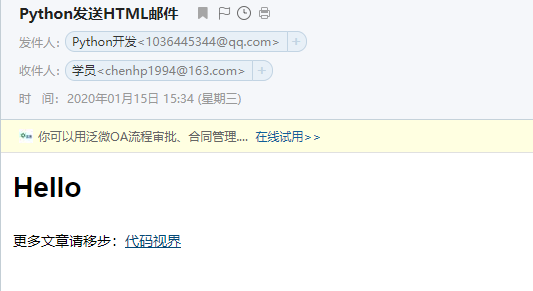 Python发送HTML邮件
发件人：Python开发<1036445344@qq.com>
收件人：学员<chenhp1994@163.com>
时 间：2020年01月15日 15:34 (星期三)
你可以用泛微OA流程审批、合同管理.... 在线试用>>
Hello
更多文章请移步：代码视界